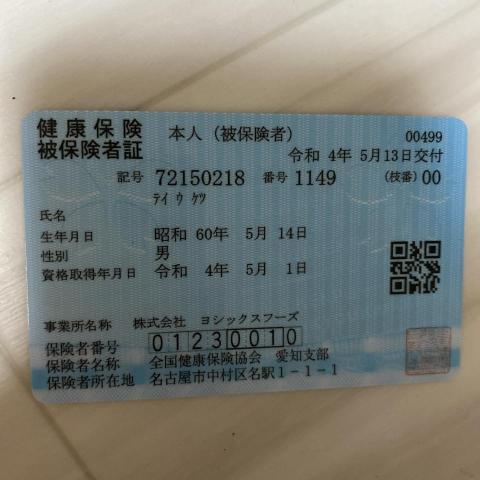 健康保険 本人（被保険者） 00499
被保険者証 令和 4年 5月13日交付
記号 72150218 番号 1149 (枝番) 00
テイ ウ ケツ
氏名
生年月日 昭和 60年 5月 14日
性別 男
資格取得年月日 令和 4年 5月 1日
事業所名称 株式会社 ヨシックスフーズ
保険者番号 01230010
保険者名称 全国健康保険協会 愛知支部
保険者所在地 名古屋市中村区名駅1-1-1